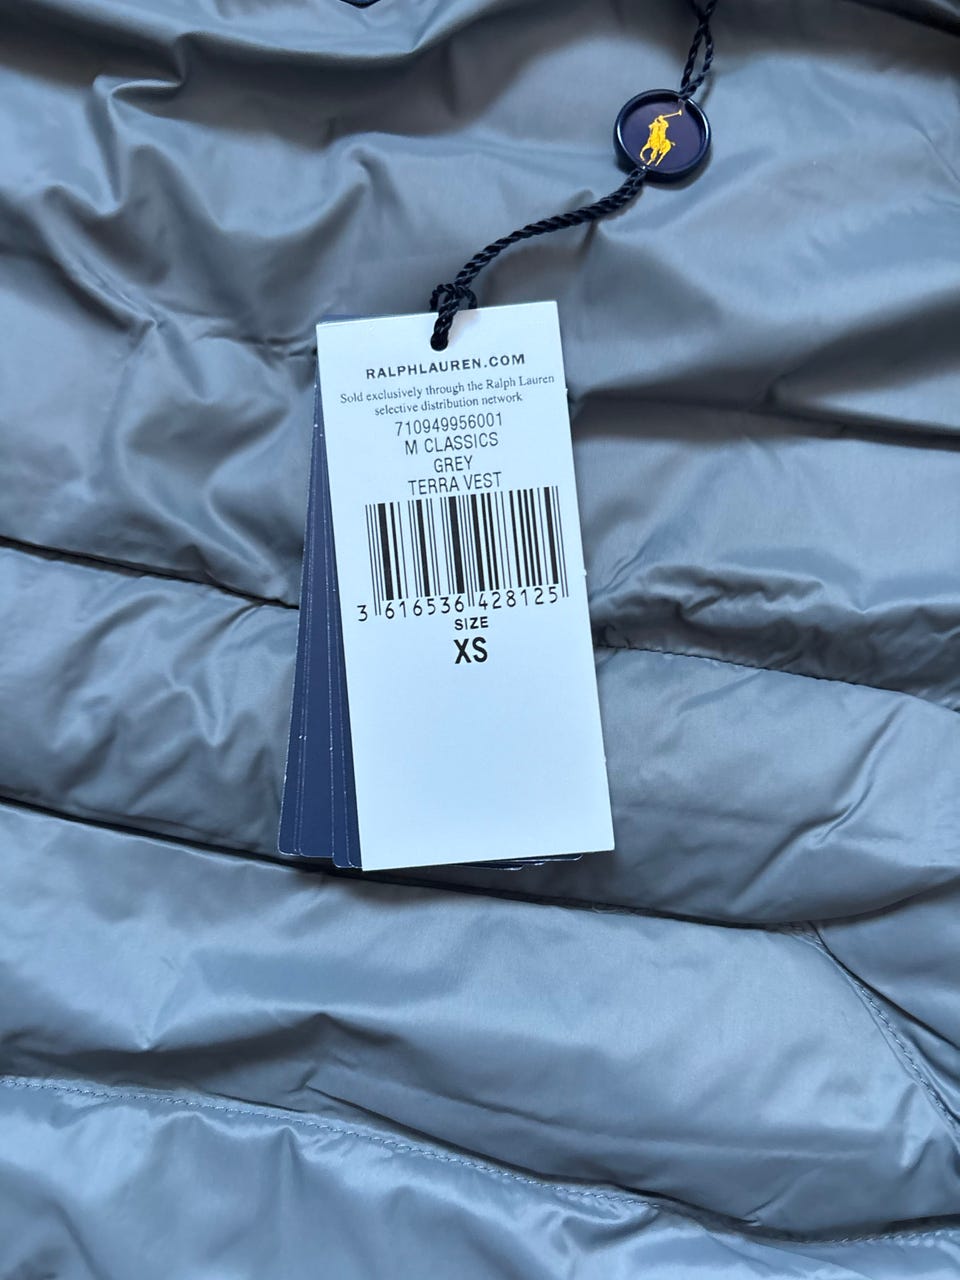 RALPHLAUREN.COM
Sold exclusively through the Ralph Lauren
selective distribution network
710949956001
M CLASSICS
GREY
TERRA VEST
3 616536 428125
SIZE
XS